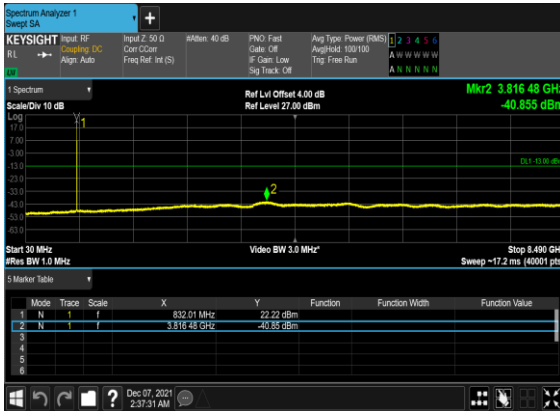 Spectrum Analyzer 1
Swept SA
+
KEYSIGHT Input: RF Input Z: 50 Ω #Atten: 40 dB PNO: Fast Avg Type: Power (RMS) 1 2 3 4 5 6
RL Coupling: DC Corr CCorr Gate: Off Avg|Hold: 100/100 A W W W W W
Align: Auto Freq Ref: Int (S) IF Gain: Low Trig: Free Run
Sig Track: Off A N N N N N
1 Spectrum
Ref Lvl Offset 4.00 dB Mkr2 3.816 48 GHz
Scale/Div 10 dB Ref Level 27.00 dBm -40.855 dBm
Log
17.0
7.00
-3.00
-13.0 DL1 -13.00 dBm
-23.0
-33.0
-43.0
-53.0
-63.0
1
2
Start 30 MHz Video BW 3.0 MHz* Stop 8.490 GH
#Res BW 1.0 MHz Sweep ~17.2 ms (40001 pts
5 Marker Table
Mode Trace Scale X Y Function Function Width Function Value
1 N 1 f 832.01 MHz 22.22 dBm
2 N 1 f 3.816 48 GHz -40.85 dBm
3
4
5
6
? Dec 07, 2021
2:37:31 AM